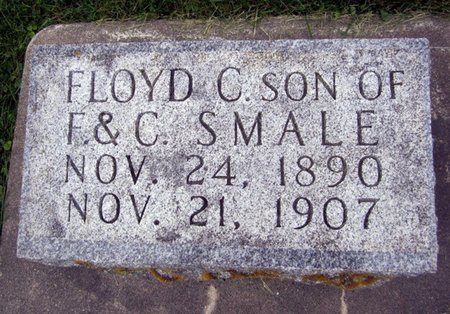 FLOYD C. SON OF
F. & C. SMALE
NOV. 24, 1890
NOV. 21, 1907